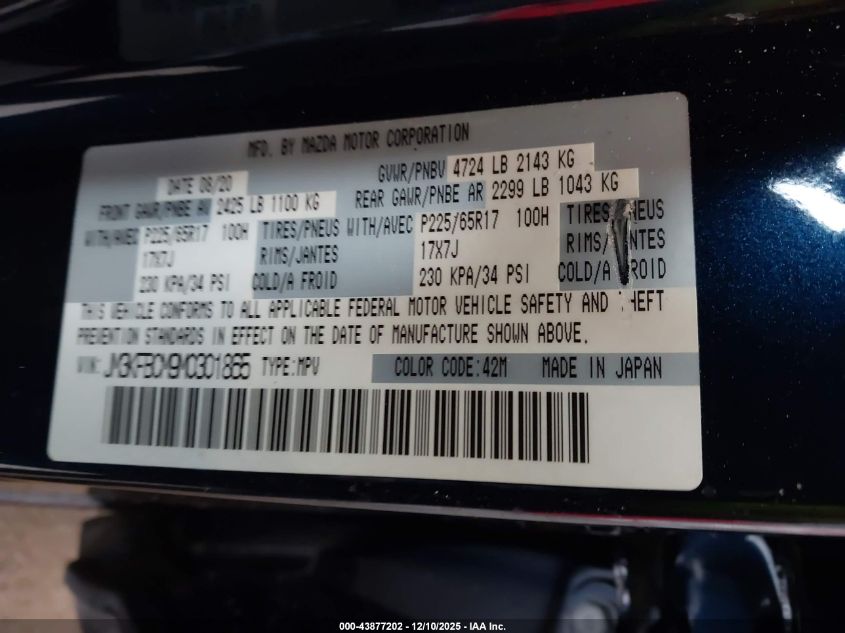 MFD. BY MAZDA MOTOR CORPORATION
DATE 08/20 GVWR/PNBV 4724 LB 2143 KG
FRONT GAWR/PNBE AV 2425 LB 1100 KG REAR GAWR/PNBE AR 2299 LB 1043 KG
WITH/AVEC P225/65R17 100H TIRES/PNEUS WITH/AVEC P225/65R17 100H TIRES/PNEUS
17X7J RIMS/JANTES 17X7J RIMS/JANTES
230 KPA/34 PSI COLD/A FROID 230 KPA/34 PSI COLD/A FROID
THIS VEHICLE CONFORMS TO ALL APPLICABLE FEDERAL MOTOR VEHICLE SAFETY AND THEFT
PREVENTION STANDARDS IN EFFECT ON THE DATE OF MANUFACTURE SHOWN ABOVE.
VIN: JM3KFBCM9M0301865 TYPE:MPV COLOR CODE:42M MADE IN JAPAN
000-43877202 - 12/10/2025 - IAA Inc.